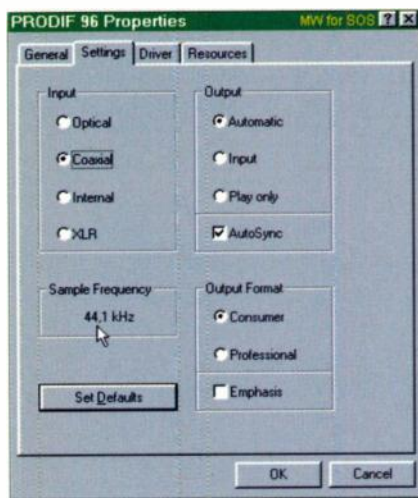 PRODIF 96 Properties MW for SOS
General Settings Driver Resources
Input
Optical
Coaxial
Internal
XLR
Output
Automatic
Input
Play only
AutoSync
Sample Frequency
44,1 kHz
Set Defaults
Output Format
Consumer
Professional
Emphasis
OK Cancel